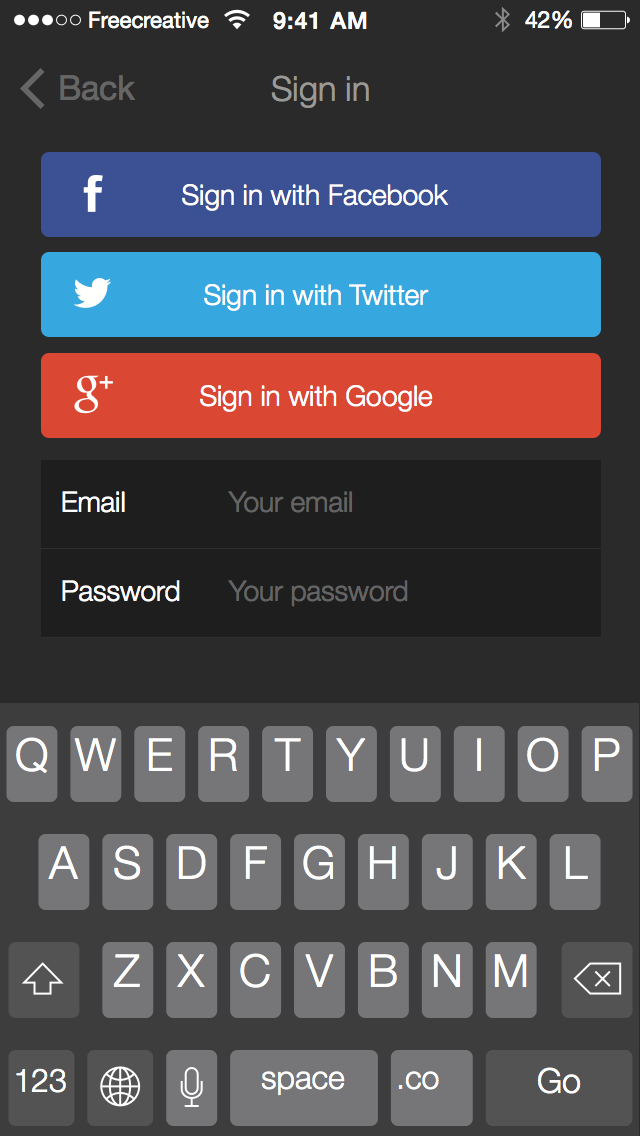 Freecreative 9:41 AM 42%
Back Sign in
f Sign in with Facebook
Sign in with Twitter
g+ Sign in with Google
Email Your email
Password Your password
Q W E R T Y U I O P
A S D F G H J K L
Z X C V B N M
123 space .co Go